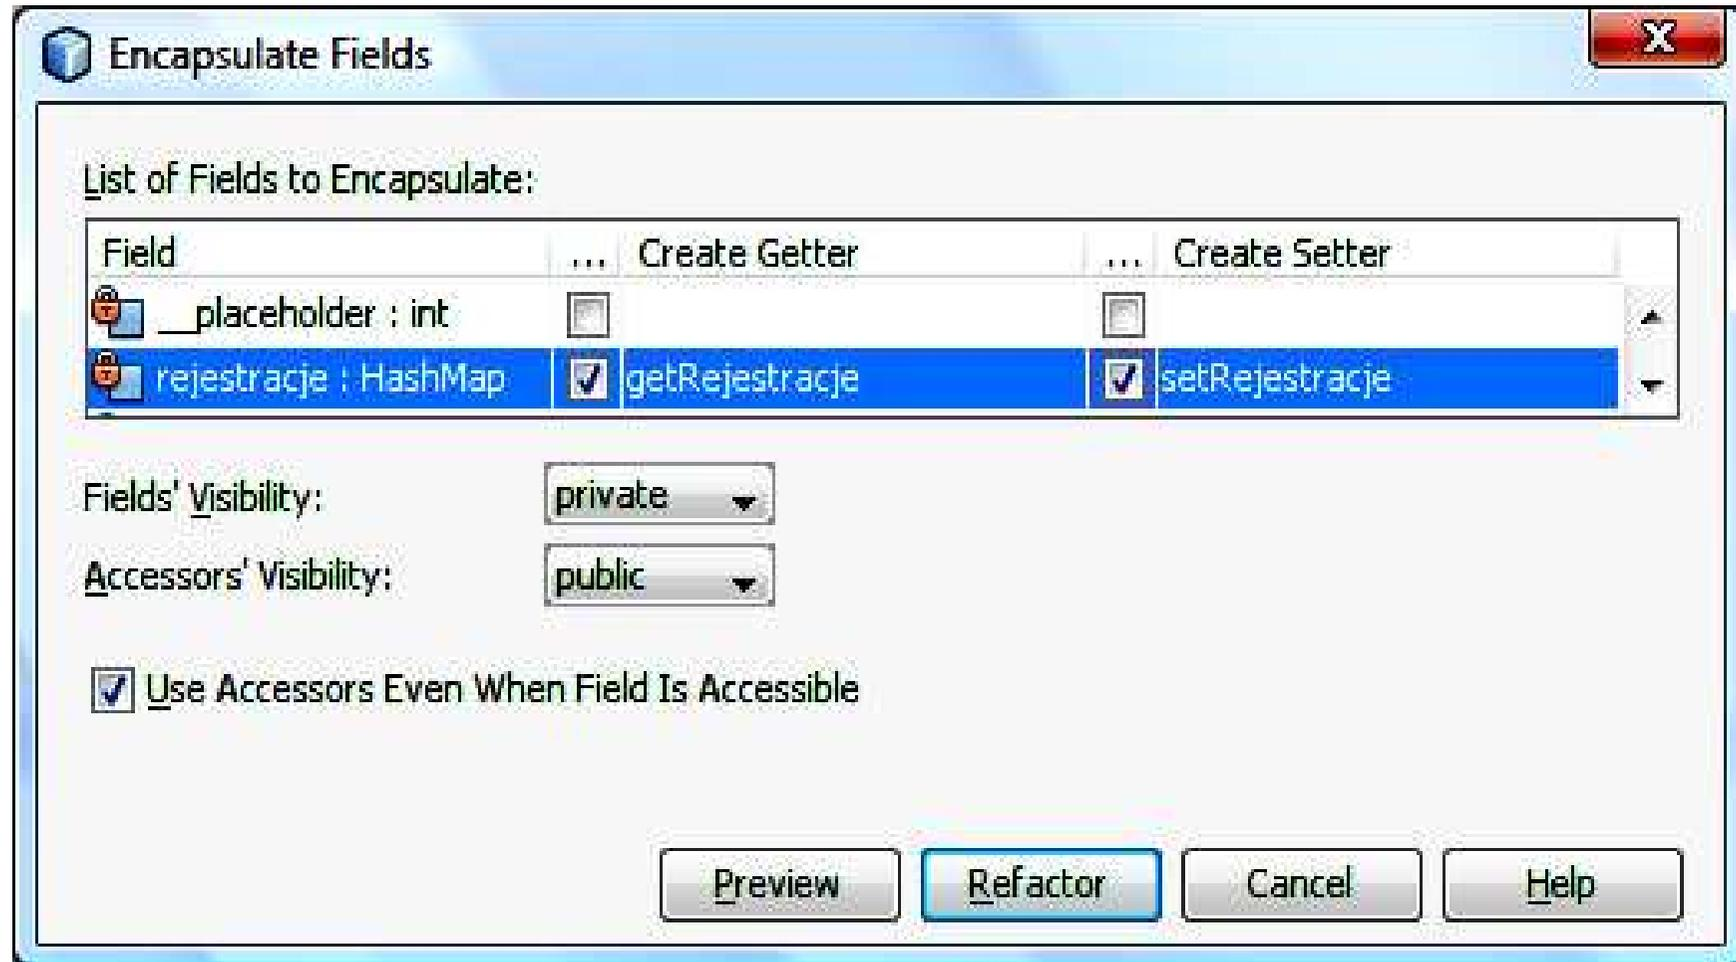 Encapsulate Fields
List of Fields to Encapsulate:
Field ... Create Getter ... Create Setter
__placeholder : int
rejestracje : HashMap getRejestracje setRejestracje
Fields' Visibility: private
Accessors' Visibility: public
Use Accessors Even When Field Is Accessible
Preview Refactor Cancel Help